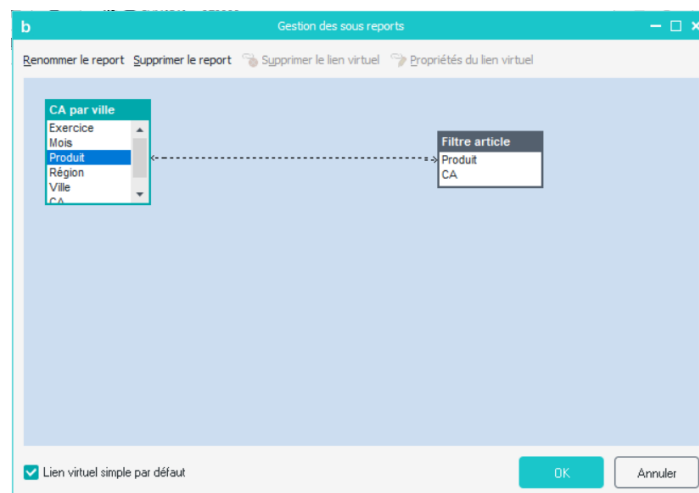 b Gestion des sous reports
Renommer le report Supprimer le report Supprimer le lien virtuel Propriétés du lien virtuel
CA par ville
Exercice
Mois
Produit
Région
Ville
CA
Filtre article
Produit
CA
Lien virtuel simple par défaut
OK Annuler